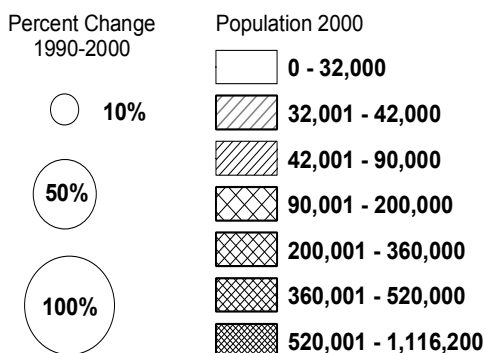 Percent Change
1990-2000
10%
50%
100%
Population 2000
0 - 32,000
32,001 - 42,000
42,001 - 90,000
90,001 - 200,000
200,001 - 360,000
360,001 - 520,000
520,001 - 1,116,200